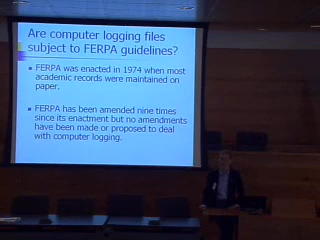 Are computer logging files
subject to FERPA guidelines?
FERPA was enacted in 1974 when most
academic records were maintained on
paper.
FERPA has been amended nine times
since its enactment but no amendments
have been made or proposed to deal
with computer logging.